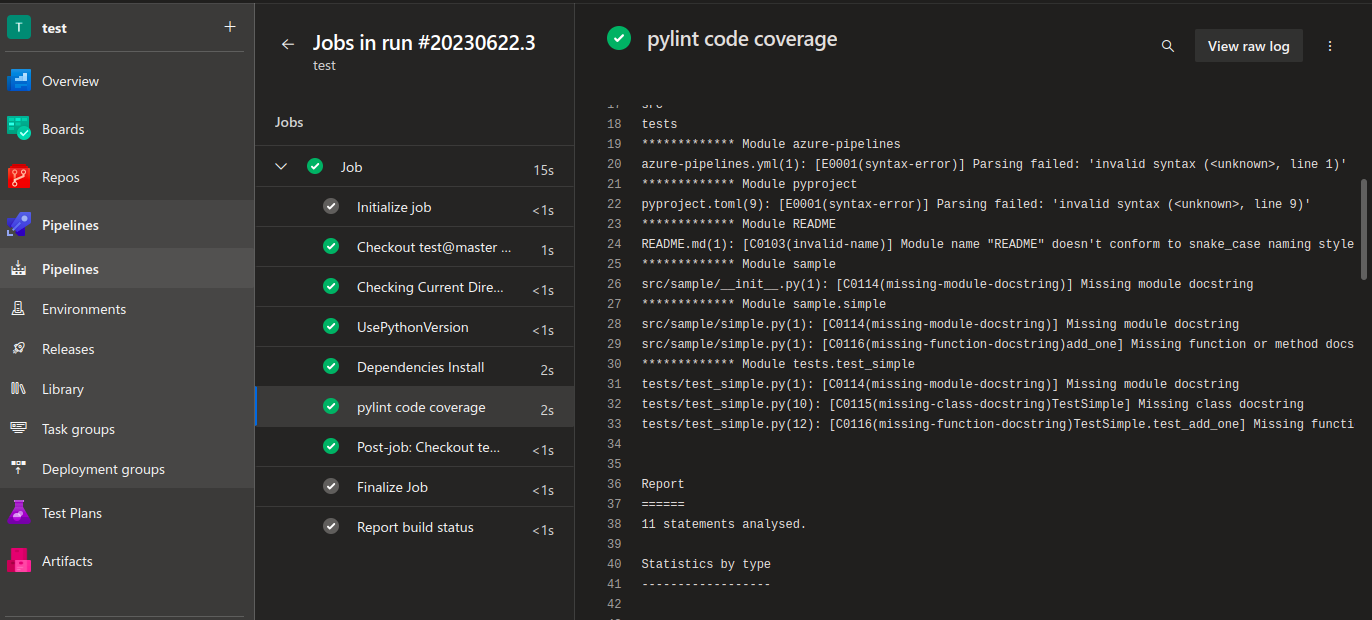 T
test
+
Overview
Boards
Repos
Pipelines
Pipelines
Environments
Releases
Library
Task groups
Deployment groups
Test Plans
Artifacts
Jobs in run #20230622.3
test
Jobs
Job 15s
Initialize job <1s
Checkout test@master ... 1s
Checking Current Dire... <1s
UsePythonVersion <1s
Dependencies Install 2s
pylint code coverage 2s
Post-job: Checkout te... <1s
Finalize Job <1s
Report build status <1s
pylint code coverage
View raw log
17 src
18 tests
19 ************* Module azure-pipelines
20 azure-pipelines.yml(1): [E0001(syntax-error)] Parsing failed: 'invalid syntax (<unknown>, line 1)'
21 ************* Module pyproject
22 pyproject.toml(9): [E0001(syntax-error)] Parsing failed: 'invalid syntax (<unknown>, line 9)'
23 ************* Module README
24 README.md(1): [C0103(invalid-name)] Module name "README" doesn't conform to snake_case naming style
25 ************* Module sample
26 src/sample/__init__.py(1): [C0114(missing-module-docstring)] Missing module docstring
27 ************* Module sample.simple
28 src/sample/simple.py(1): [C0114(missing-module-docstring)] Missing module docstring
29 src/sample/simple.py(1): [C0116(missing-function-docstring)add_one] Missing function or method docs
30 ************* Module tests.test_simple
31 tests/test_simple.py(1): [C0114(missing-module-docstring)] Missing module docstring
32 tests/test_simple.py(10): [C0115(missing-class-docstring)TestSimple] Missing class docstring
33 tests/test_simple.py(12): [C0116(missing-function-docstring)TestSimple.test_add_one] Missing functi
34
35
36 Report
37 ======
38 11 statements analysed.
39
40 Statistics by type
41 ------------------
42